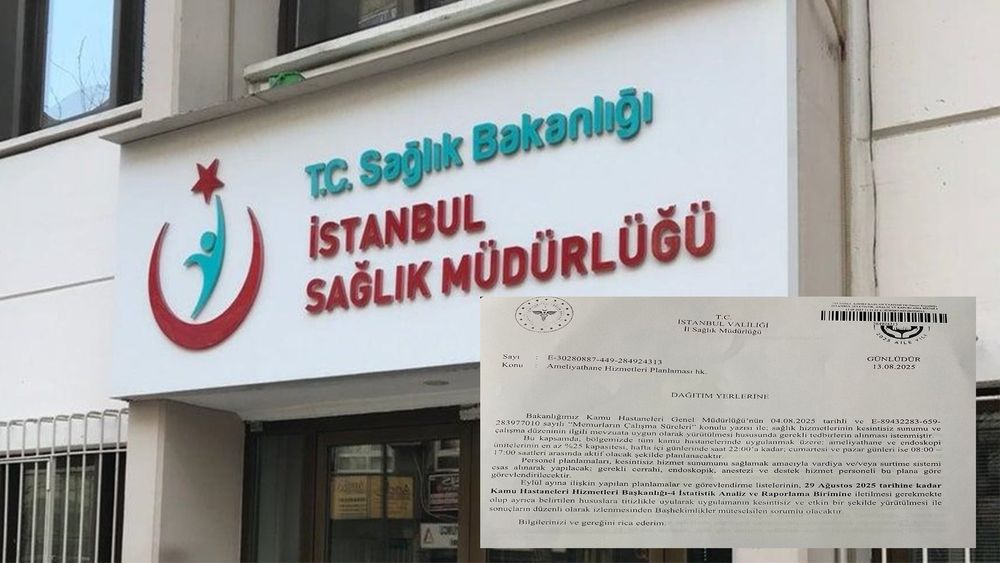 T.C. Sağlık Bakanlığı
İSTANBUL
SAĞLIK MÜDÜRLÜĞÜ
T.C.
İSTANBUL VALİLİĞİ
İl Sağlık Müdürlüğü
Sayı : E-30280887-449-284924313
Konu : Ameliyathane Hizmetleri Planlaması hk.
GÜNLÜDÜR
13.08.2025
DAĞITIM YERLERİNE
Bakanlığımız Kamu Hastaneleri Genel Müdürlüğü'nün 04.08.2025 tarihli ve E-89432283-659-
283977010 sayılı "Memurların Çalışma Süreleri" konulu yazısı ile; sağlık hizmetlerinin kesintisiz sunumu ve
çalışma düzeninin ilgili mevzuata uygun olarak yürütülmesi hususunda gerekli tedbirlerin alınması istenmiştir.
Bu kapsamda, bölgemizde tüm kamu hastanelerinde uygulanmak üzere; ameliyathane ve endoskopi
ünitelerinin en az %25 kapasitesi, hafta içi günlerinde saat 22:00'a kadar; cumartesi ve pazar günleri ise 08:00 –
17:00 saatleri arasında aktif olacak şekilde planlanacaktır.
Personel planlamaları, kesintisiz hizmet sunumunu sağlamak amacıyla vardiya ve/veya surtime sistemi
esas alınarak yapılacak; gerekli cerrahi, endoskopik, anestezi ve destek hizmet personeli bu plana göre
görevlendirilecektir.
Eylül ayına ilişkin yapılan planlamalar ve görevlendirme listelerinin, 29 Ağustos 2025 tarihine kadar
Kamu Hastaneleri Hizmetleri Başkanlığı-4 İstatistik Analiz ve Raporlama Birimine iletilmesi gerekmekte
olup ayrıca belirtilen hususlara titizlikle uyularak uygulamanın kesintisiz ve etkin bir şekilde yürütülmesi ile
sonuçların düzenli olarak izlenmesinden Başhekimlikler müteselsilen sorumlu olacaktır.
Bilgilerinizi ve gereğini rica ederim.